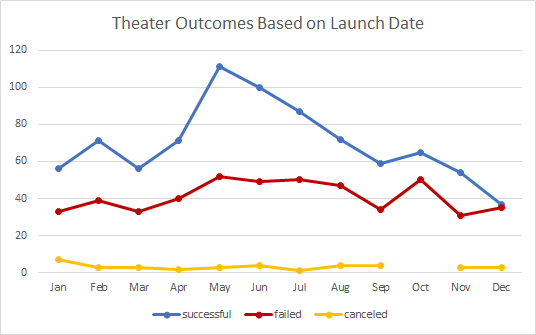 Theater Outcomes Based on Launch Date
120
100
80
60
40
20
0
Jan Feb Mar Apr May Jun Jul Aug Sep Oct Nov Dec
successful failed canceled